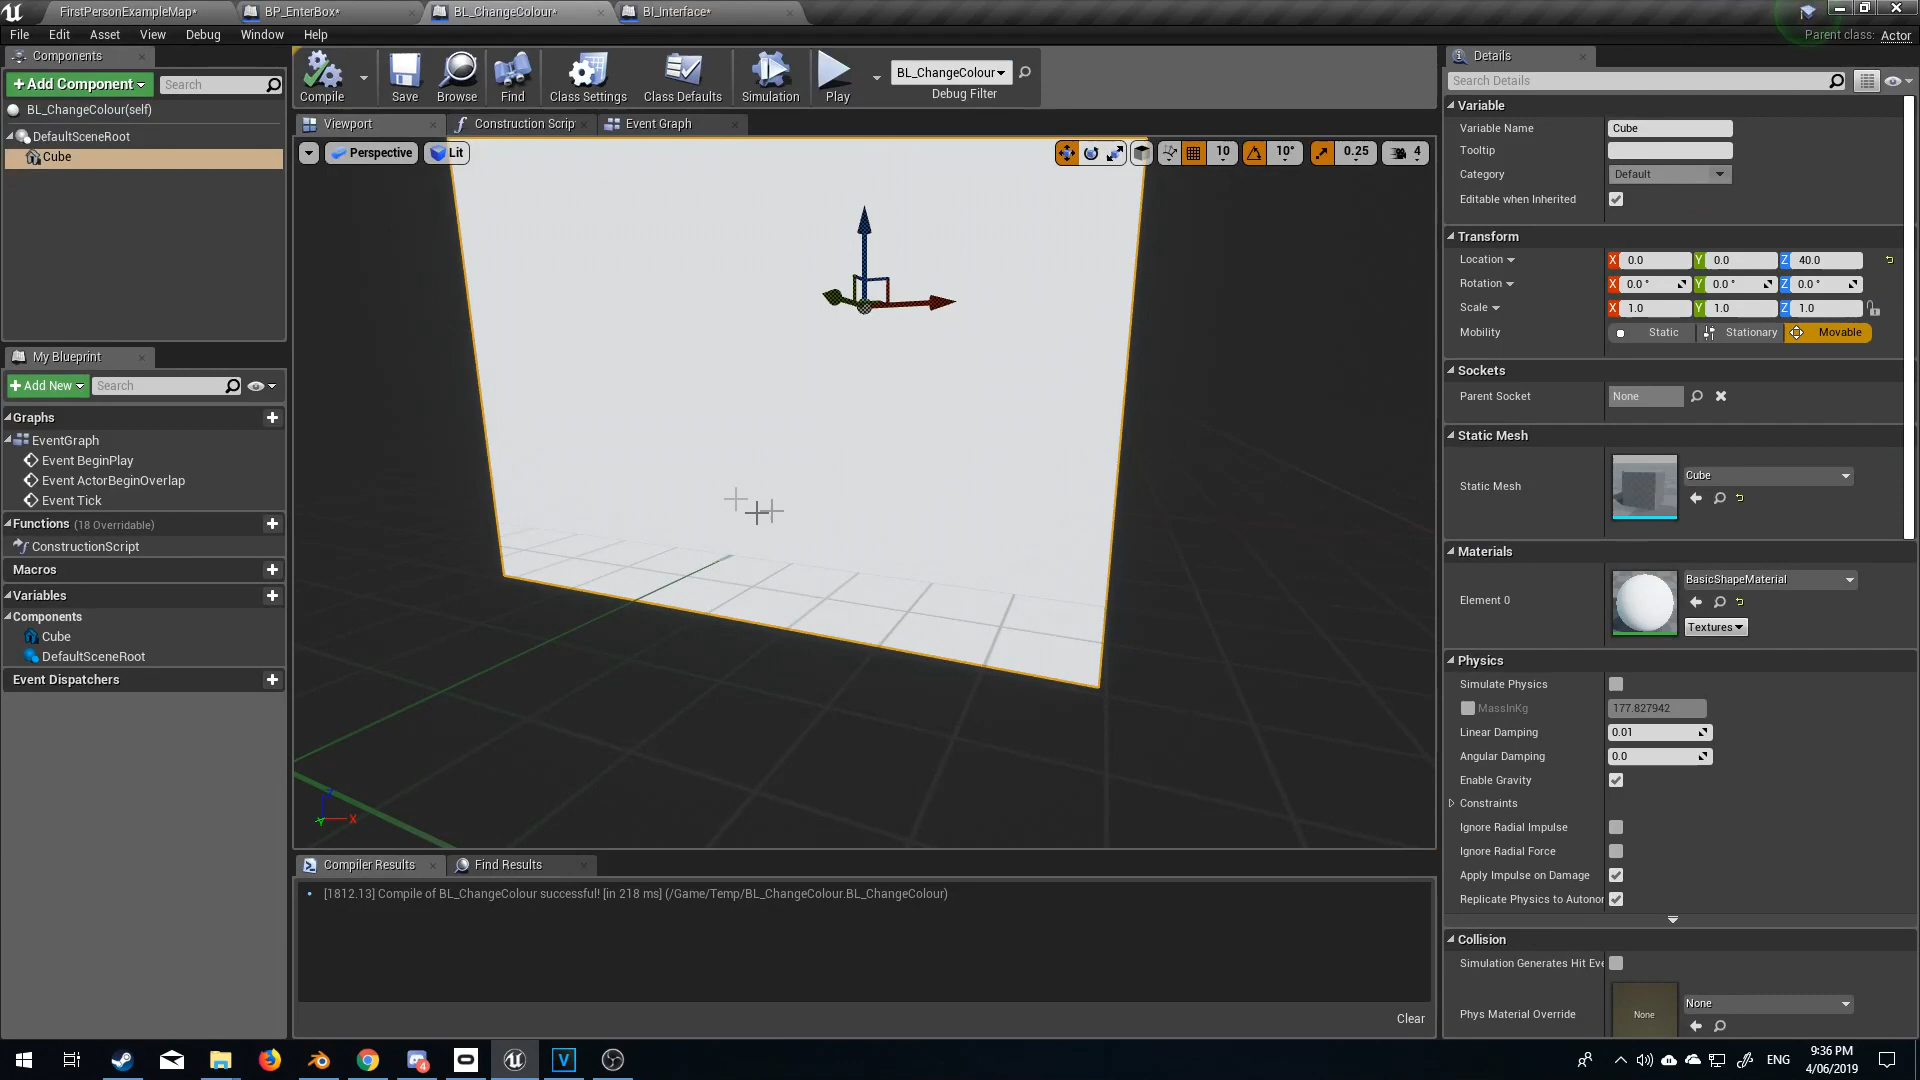 FirstPersonExampleMap*
BP_EnterBox*
BL_ChangeColour*
BI_Interface*
File Edit Asset View Debug Window Help
Parent class: Actor
Components
+Add Component
Search
BL_ChangeColour(self)
DefaultSceneRoot
Cube
My Blueprint
+Add New
Search
Graphs
EventGraph
Event BeginPlay
Event ActorBeginOverlap
Event Tick
Functions (18 Overridable)
ConstructionScript
Macros
Variables
Components
Cube
DefaultSceneRoot
Event Dispatchers
Compile
Save
Browse
Find
Class Settings
Class Defaults
Simulation
Play
BL_ChangeColour
Debug Filter
Viewport
Construction Scrip
Event Graph
Perspective
Lit
10
10°
0.25
4
Z
X
Y
Compiler Results
Find Results
[1812.13] Compile of BL_ChangeColour successful! [in 218 ms] (/Game/Temp/BL_ChangeColour.BL_ChangeColour)
Clear
Details
Search Details
Variable
Variable Name Cube
Tooltip
Category Default
Editable when Inherited
Transform
Location X 0.0 Y 0.0 Z 40.0
Rotation X 0.0 ° Y 0.0 ° Z 0.0 °
Scale X 1.0 Y 1.0 Z 1.0
Mobility Static Stationary Movable
Sockets
Parent Socket None
Static Mesh
Static Mesh Cube
Materials
Element 0 BasicShapeMaterial
Textures
Physics
Simulate Physics
MassInKg 177.827942
Linear Damping 0.01
Angular Damping 0.0
Enable Gravity
Constraints
Ignore Radial Impulse
Ignore Radial Force
Apply Impulse on Damage
Replicate Physics to Autonon
Collision
Simulation Generates Hit Eve
Phys Material Override None None
4
V
ENG
9:36 PM
4/06/2019